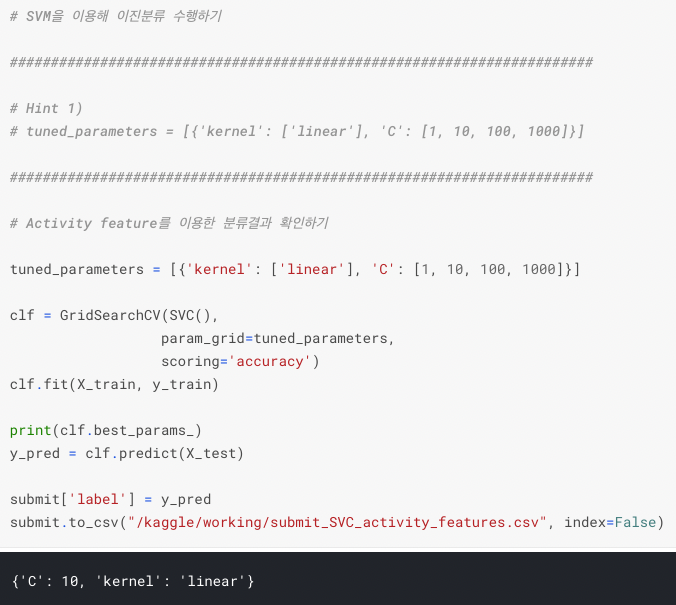 # SVM을 이용해 이진분류 수행하기
#######################################################################
# Hint 1)
# tuned_parameters = [{'kernel': ['linear'], 'C': [1, 10, 100, 1000]}]
#######################################################################
# Activity feature를 이용한 분류결과 확인하기
tuned_parameters = [{'kernel': ['linear'], 'C': [1, 10, 100, 1000]}]
clf = GridSearchCV(SVC(),
                  param_grid=tuned_parameters,
                  scoring='accuracy')
clf.fit(X_train, y_train)
print(clf.best_params_)
y_pred = clf.predict(X_test)
submit['label'] = y_pred
submit.to_csv("/kaggle/working/submit_SVC_activity_features.csv", index=False)
{'C': 10, 'kernel': 'linear'}